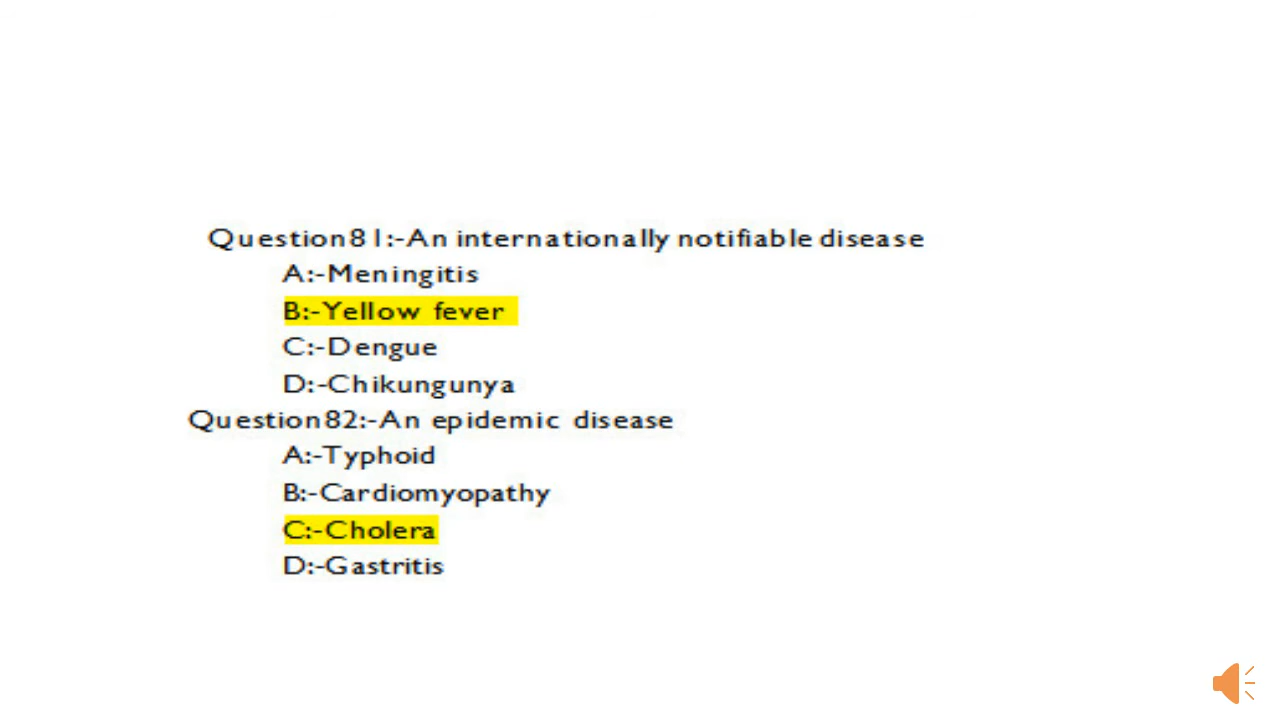 Question81:-An internationally notifiable disease
A:-Meningitis
B:-Yellow fever
C:-Dengue
D:-Chikungunya
Question82:-An epidemic disease
A:-Typhoid
B:-Cardiomyopathy
C:-Cholera
D:-Gastritis